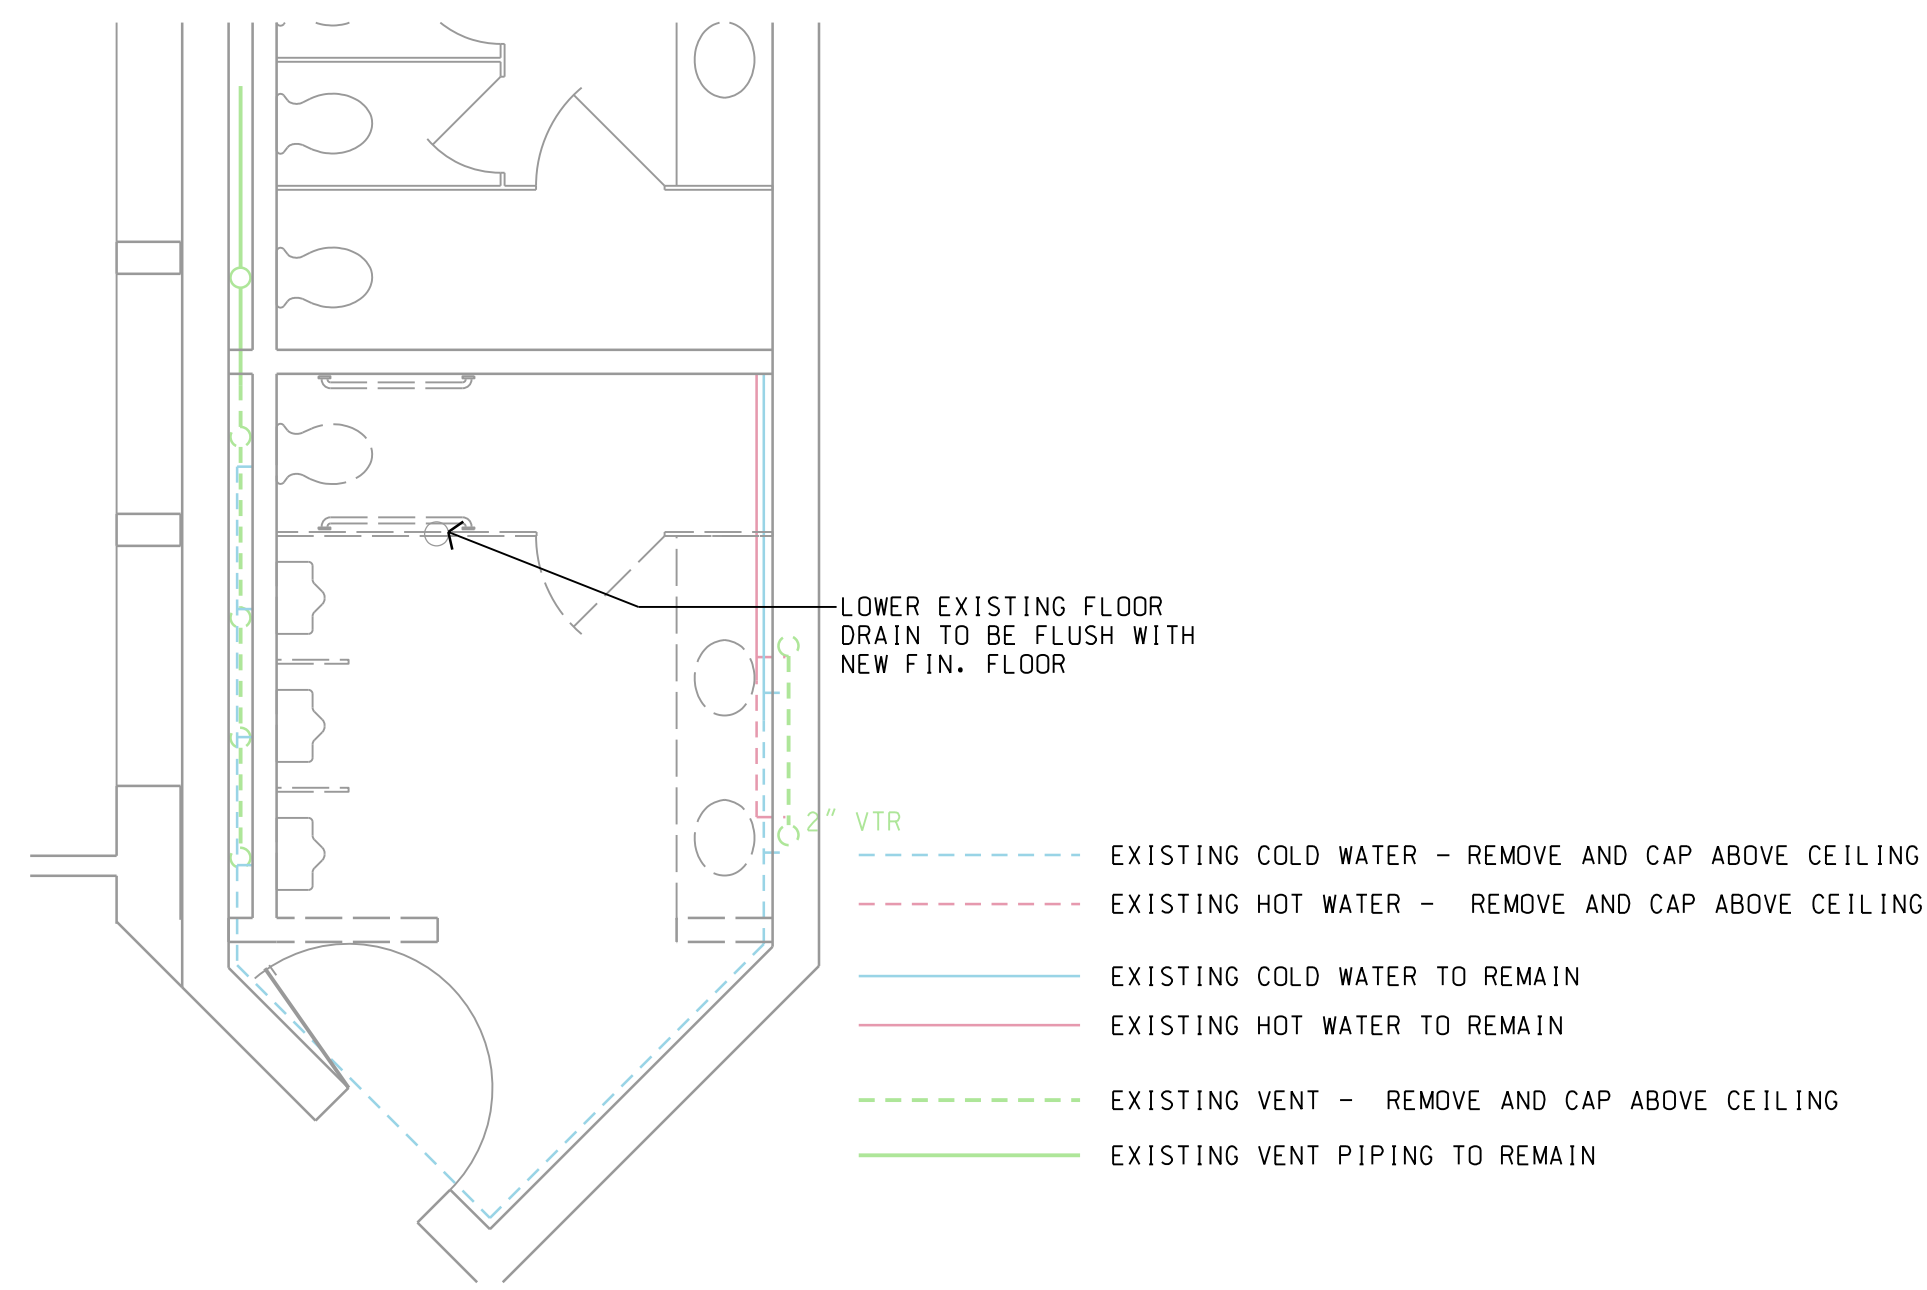 LOWER EXISTING FLOOR
DRAIN TO BE FLUSH WITH
NEW FIN. FLOOR
2" VTR
EXISTING COLD WATER - REMOVE AND CAP ABOVE CEILING
EXISTING HOT WATER - REMOVE AND CAP ABOVE CEILING
EXISTING COLD WATER TO REMAIN
EXISTING HOT WATER TO REMAIN
EXISTING VENT - REMOVE AND CAP ABOVE CEILING
EXISTING VENT PIPING TO REMAIN